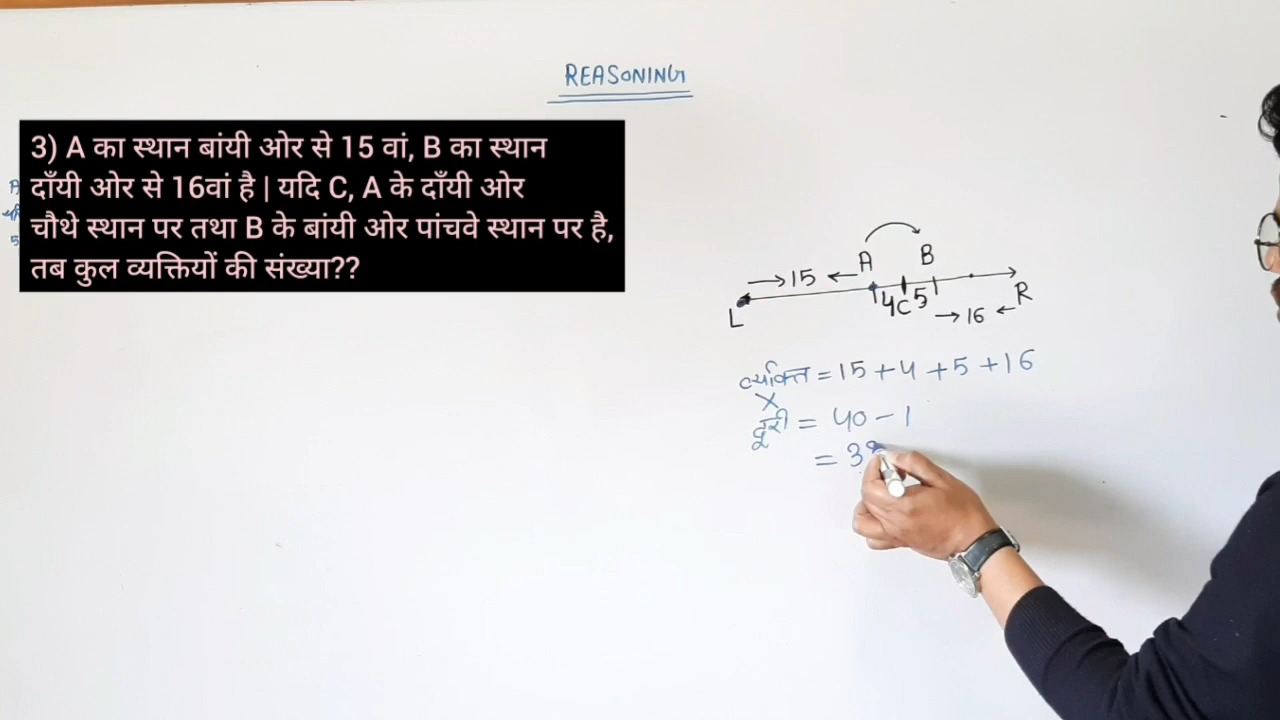 REASONING
3) A का स्थान बांयी ओर से 15 वां, B का स्थान
दाँयी ओर से 16वां है | यदि C, A के दाँयी ओर
चौथे स्थान पर तथा B के बांयी ओर पांचवे स्थान पर है,
तब कुल व्यक्तियों की संख्या??
A B
→ 15 ←
L 4 C 5 R
→ 16 ←
व्यक्ति = 15 + 4 + 5 + 16
X
दूरी = 40 - 1
= 39